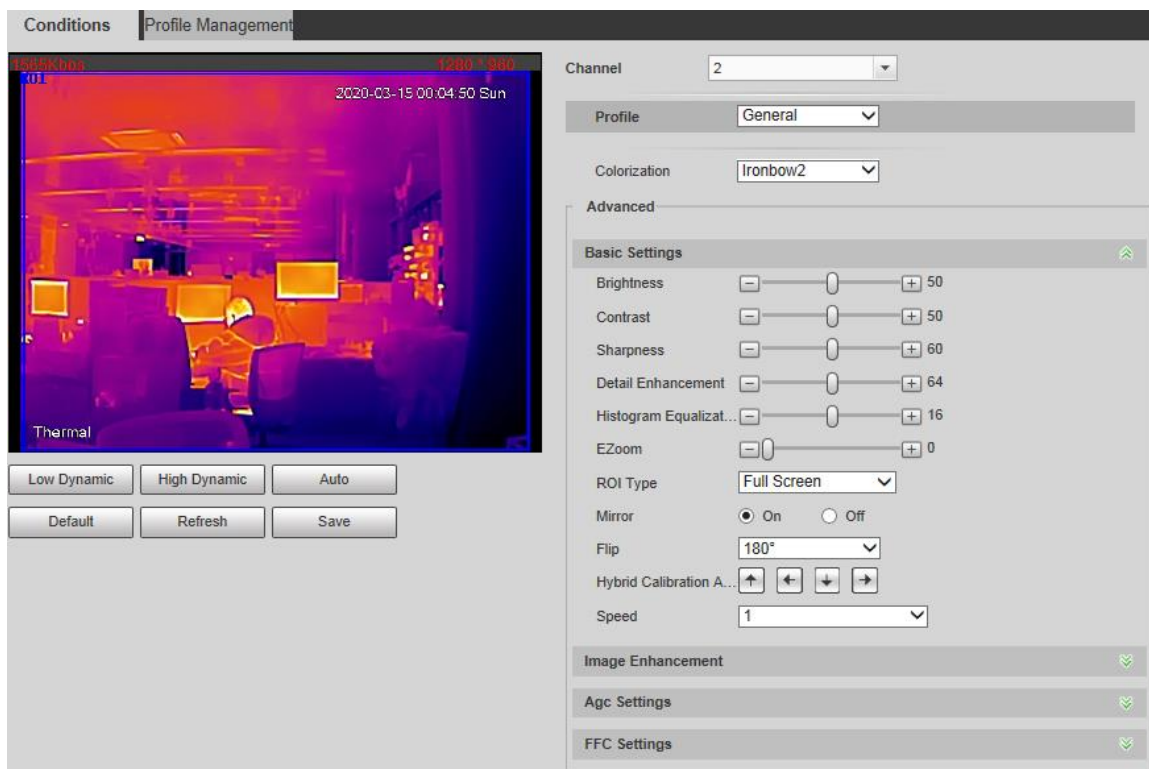 Conditions
Profile Management
1565Kbps
1280 * 960
R01
2020-03-15 00:04:50 Sun
Thermal
Low Dynamic
High Dynamic
Auto
Default
Refresh
Save
Channel
2
Profile
General
Colorization
Ironbow2
Advanced
Basic Settings
Brightness
50
Contrast
50
Sharpness
60
Detail Enhancement
64
Histogram Equalizat...
16
EZoom
0
ROI Type
Full Screen
Mirror
On
Off
Flip
180°
Hybrid Calibration A...
Speed
1
Image Enhancement
Agc Settings
FFC Settings